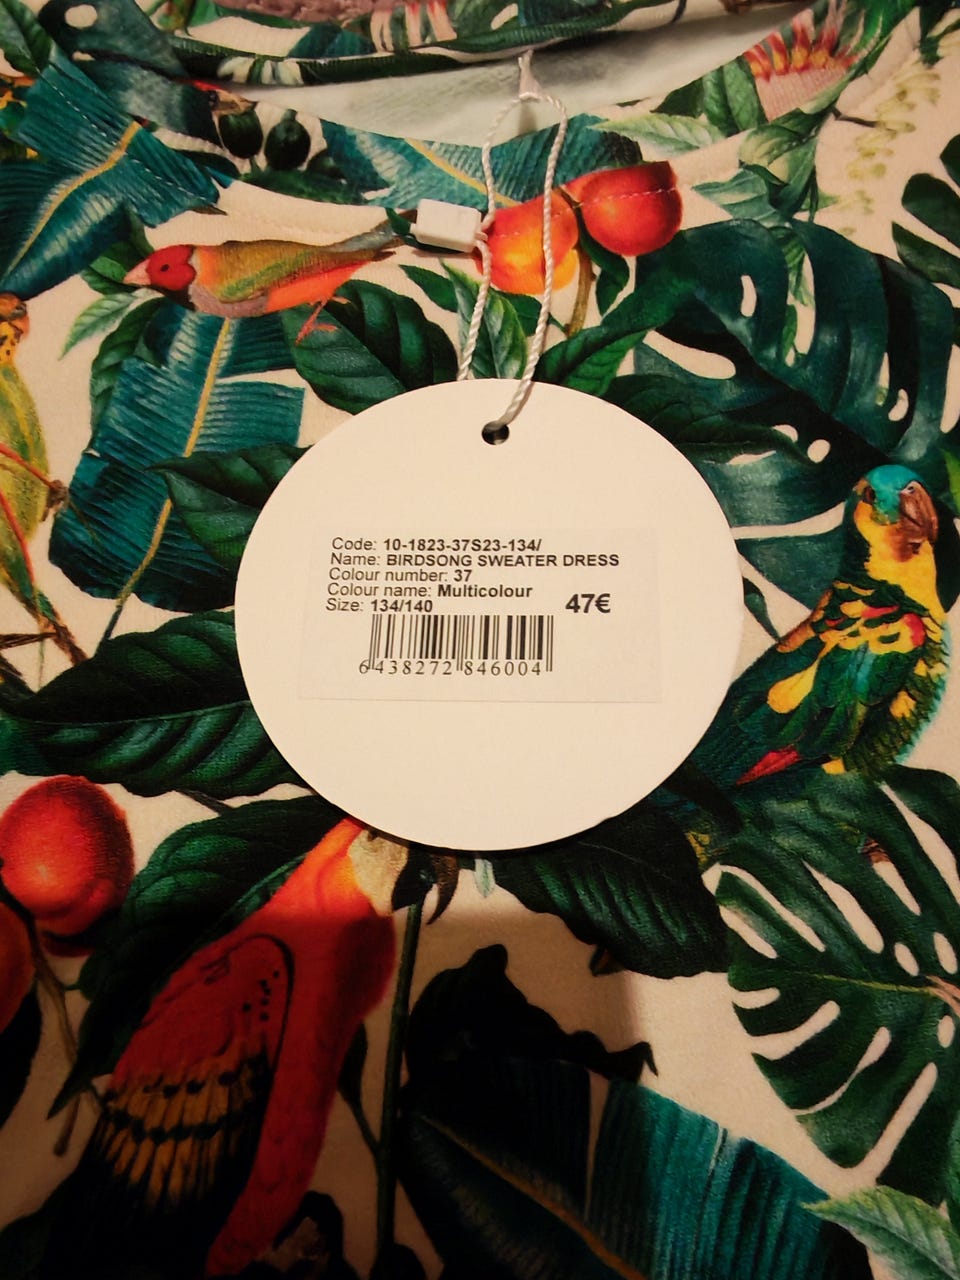 Code: 10-1823-37S23-134/
Name: BIRDSONG SWEATER DRESS
Colour number: 37
Colour name: Multicolour
Size: 134/140 47€
6438272846004